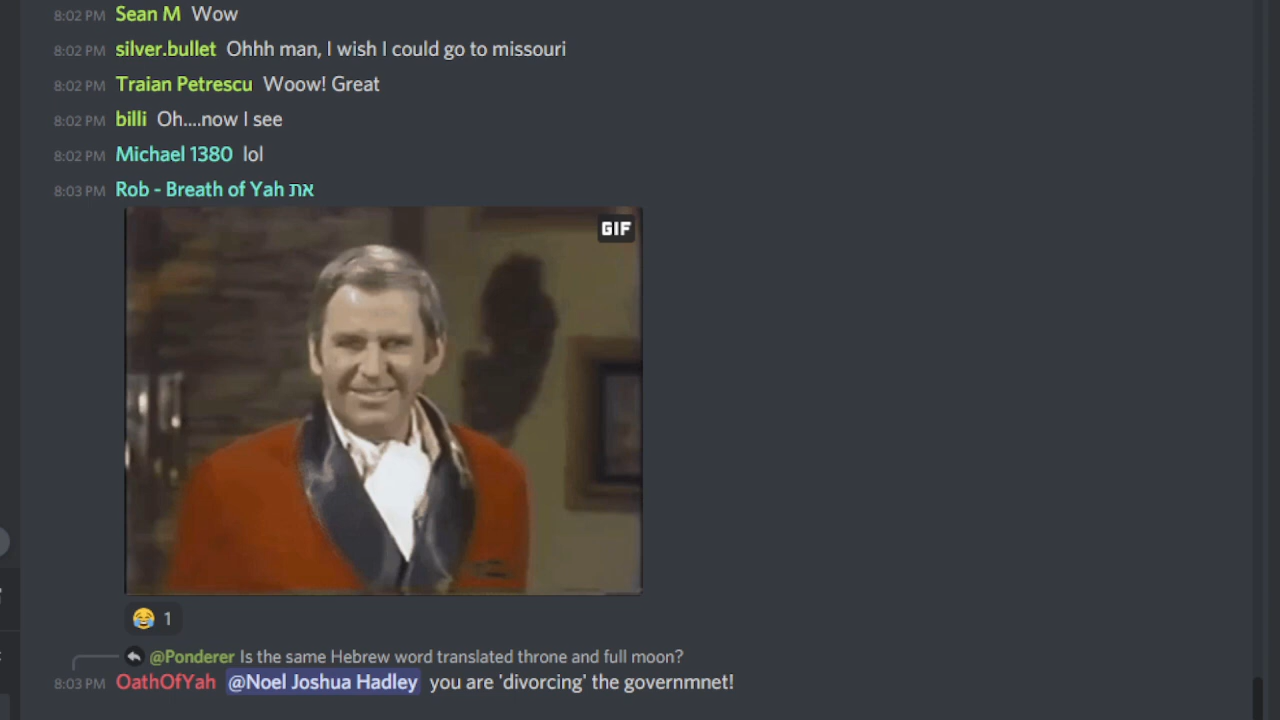 8:02 PM Sean M Wow
8:02 PM silver.bullet Ohhh man, I wish I could go to missouri
8:02 PM Traian Petrescu Woow! Great
8:02 PM billi Oh....now I see
8:02 PM Michael 1380 lol
8:03 PM Rob - Breath of Yah את
GIF
1
@Ponderer Is the same Hebrew word translated throne and full moon?
8:03 PM OathOfYah @Noel Joshua Hadley you are 'divorcing' the governmnet!